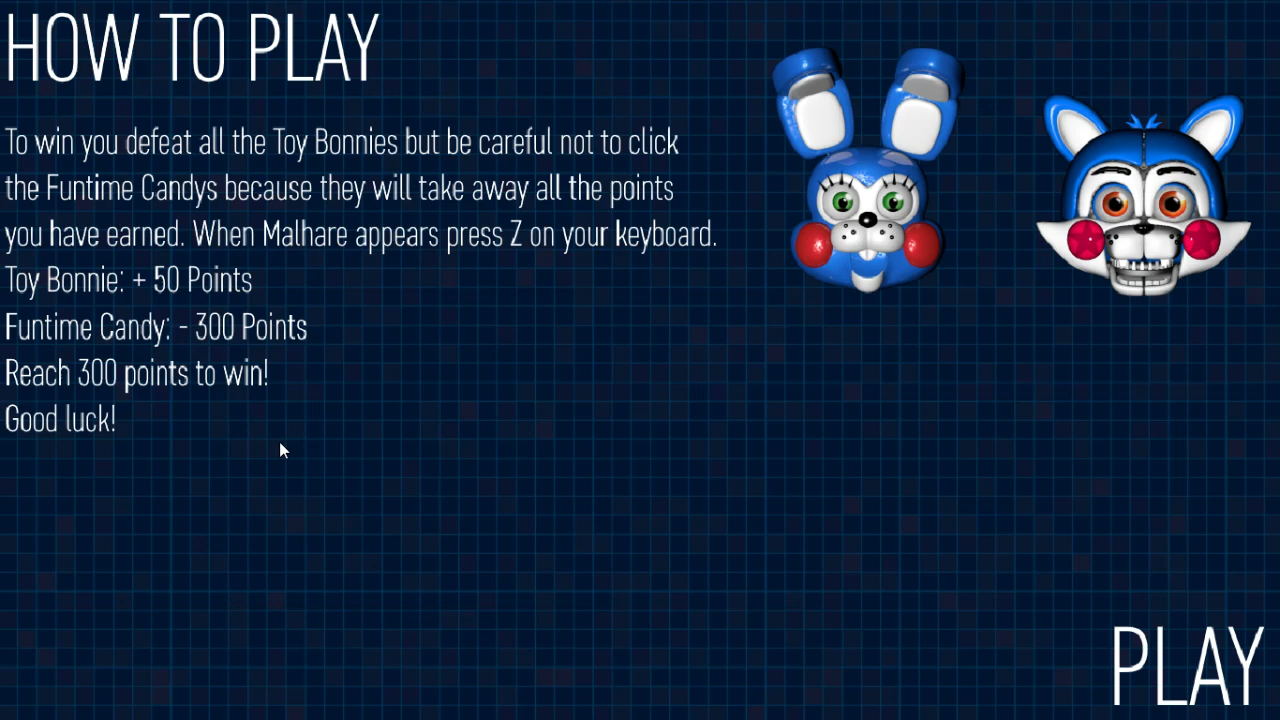 HOW TO PLAY
To win you defeat all the Toy Bonnies but be careful not to click
the Funtime Candys because they will take away all the points
you have earned. When Malhare appears press Z on your keyboard.
Toy Bonnie: + 50 Points
Funtime Candy: - 300 Points
Reach 300 points to win!
Good luck!
PLAY